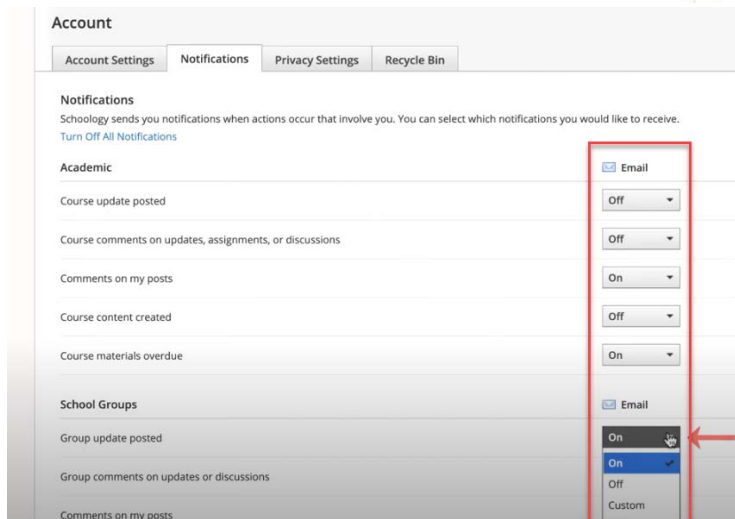 Account
Account Settings Notifications Privacy Settings Recycle Bin
Notifications
Schoology sends you notifications when actions occur that involve you. You can select which notifications you would like to receive.
Turn Off All Notifications
Academic Email
Course update posted Off
Course comments on updates, assignments, or discussions Off
Comments on my posts On
Course content created Off
Course materials overdue On
School Groups Email
Group update posted On
On
Group comments on updates or discussions
Off
Custom
Comments on my posts